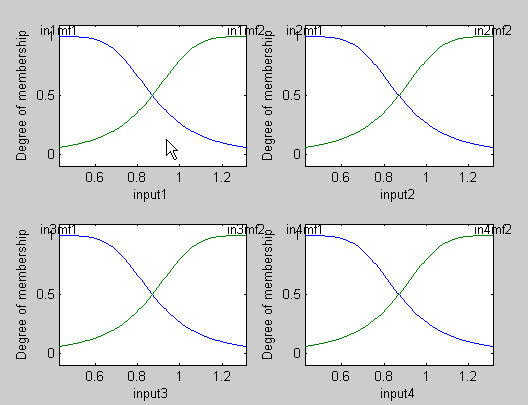 in1mf1 in1mf2
Degree of membership
1
0.5
0
0.6 0.8 1 1.2
input1
in2mf1 in2mf2
Degree of membership
1
0.5
0
0.6 0.8 1 1.2
input2
in3mf1 in3mf2
Degree of membership
1
0.5
0
0.6 0.8 1 1.2
input3
in4mf1 in4mf2
Degree of membership
1
0.5
0
0.6 0.8 1 1.2
input4